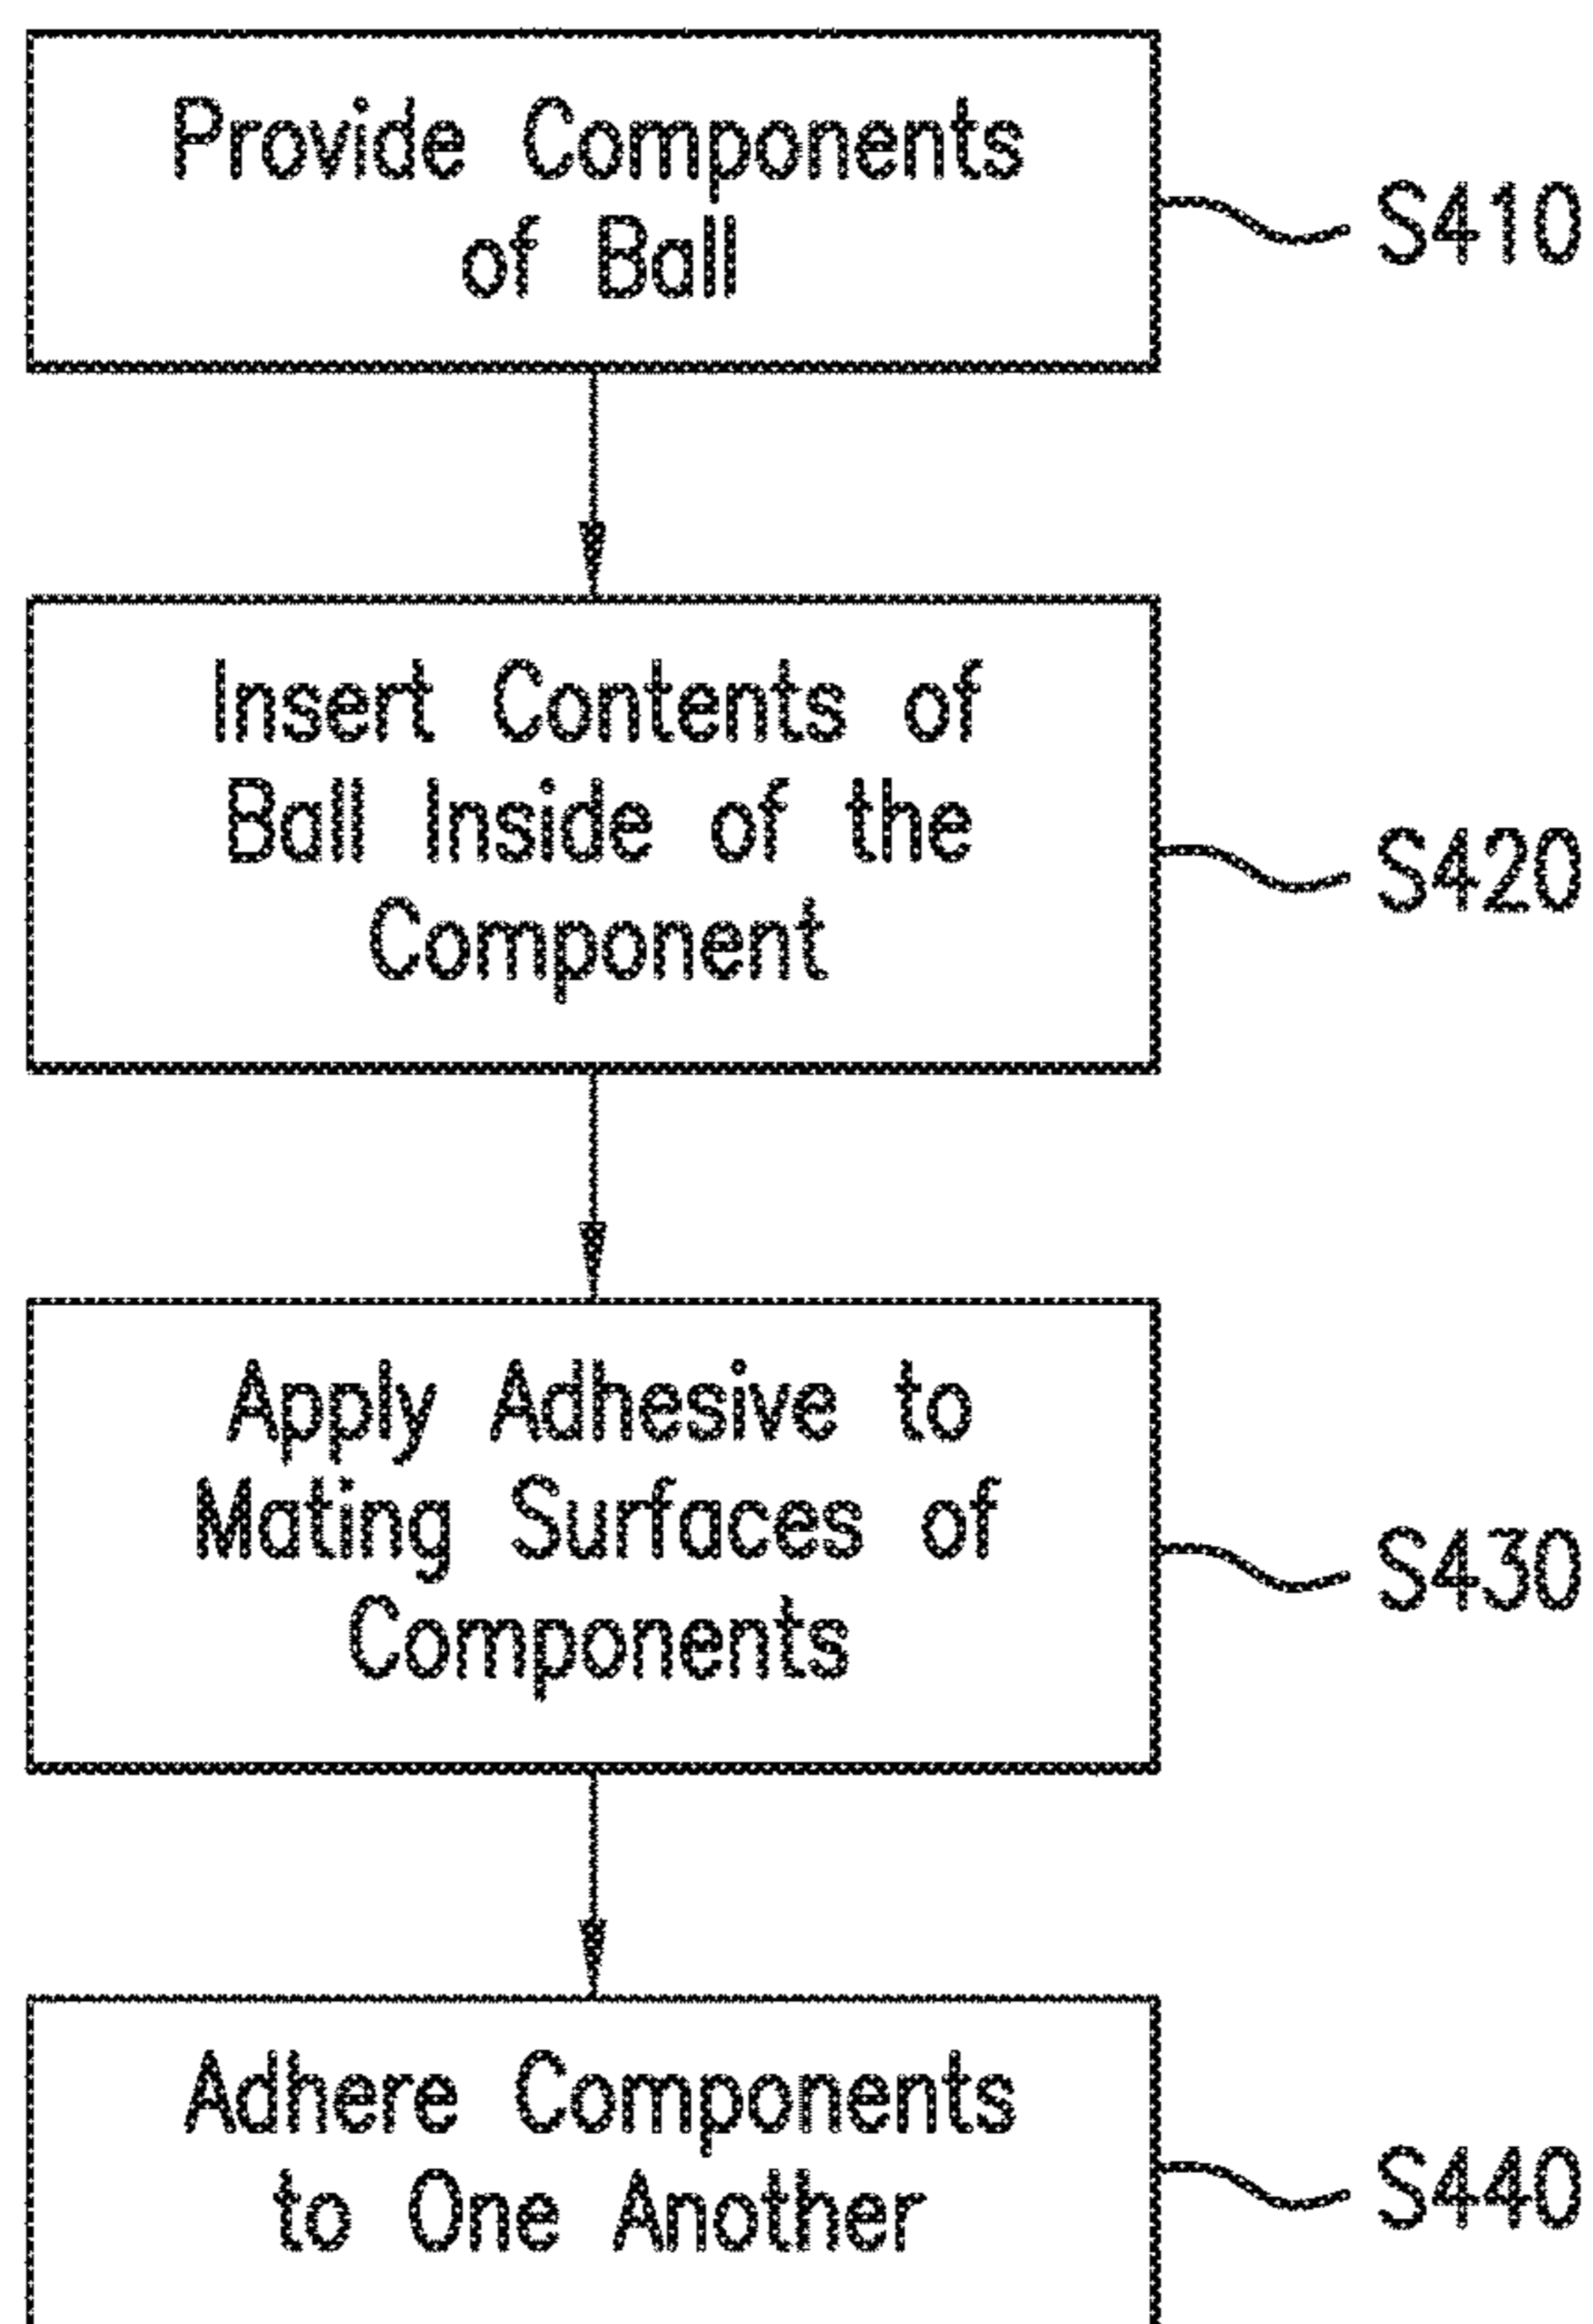 Provide Components
of Ball
S410
Insert Contents of
Ball Inside of the
Component
S420
Apply Adhesive to
Mating Surfaces of
Components
S430
Adhere Components
to One Another
S440